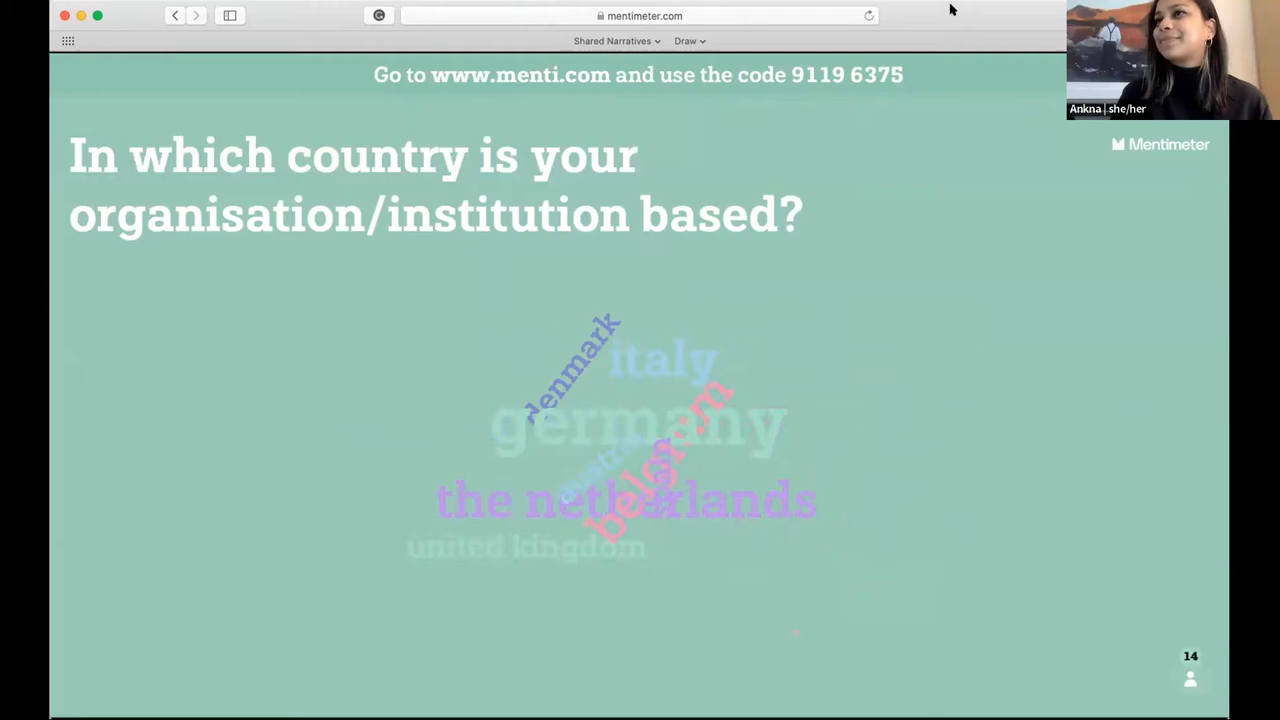 mentimeter.com
Shared Narratives
Draw
Go to www.menti.com and use the code 9119 6375
Ankna | she/her
Mentimeter
In which country is your
organisation/institution based?
denmark
italy
germany
belgium
the netherlands
united kingdom
14